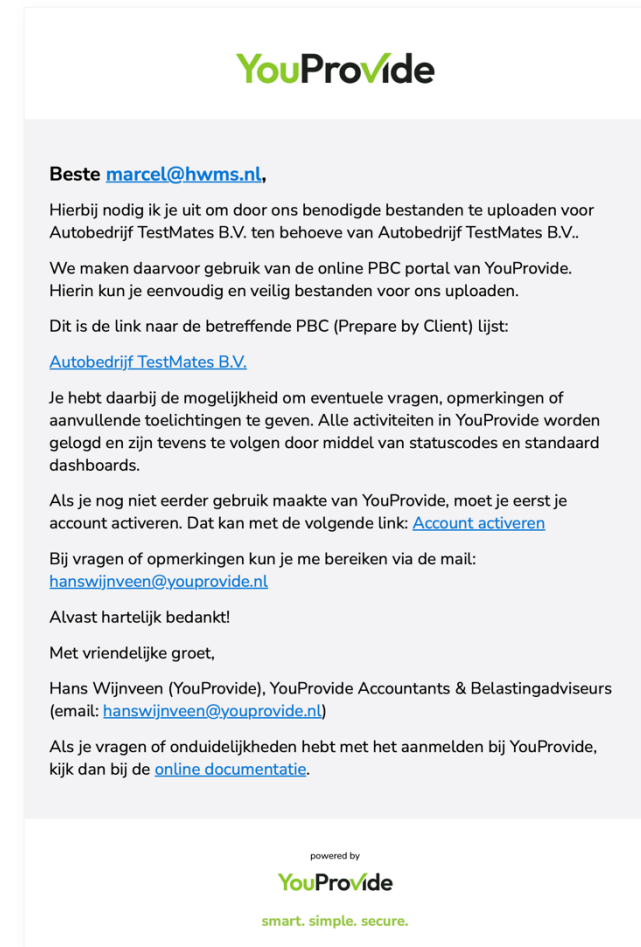 YouProvide
Beste marcel@hwms.nl,
Hierbij nodig ik je uit om door ons benodigde bestanden te uploaden voor
Autobedrijf TestMates B.V. ten behoeve van Autobedrijf TestMates B.V..
We maken daarvoor gebruik van de online PBC portal van YouProvide.
Hierin kun je eenvoudig en veilig bestanden voor ons uploaden.
Dit is de link naar de betreffende PBC (Prepare by Client) lijst:
Autobedrijf TestMates B.V.
Je hebt daarbij de mogelijkheid om eventuele vragen, opmerkingen of
aanvullende toelichtingen te geven. Alle activiteiten in YouProvide worden
gelogd en zijn tevens te volgen door middel van statuscodes en standaard
dashboards.
Als je nog niet eerder gebruik maakte van YouProvide, moet je eerst je
account activeren. Dat kan met de volgende link: Account activeren
Bij vragen of opmerkingen kun je me bereiken via de mail:
hanswijnveen@youprovide.nl
Alvast hartelijk bedankt!
Met vriendelijke groet,
Hans Wijnveen (YouProvide), YouProvide Accountants & Belastingadviseurs
(email: hanswijnveen@youprovide.nl)
Als je vragen of onduidelijkheden hebt met het aanmelden bij YouProvide,
kijk dan bij de online documentatie.
powered by
YouProvide
smart. simple. secure.